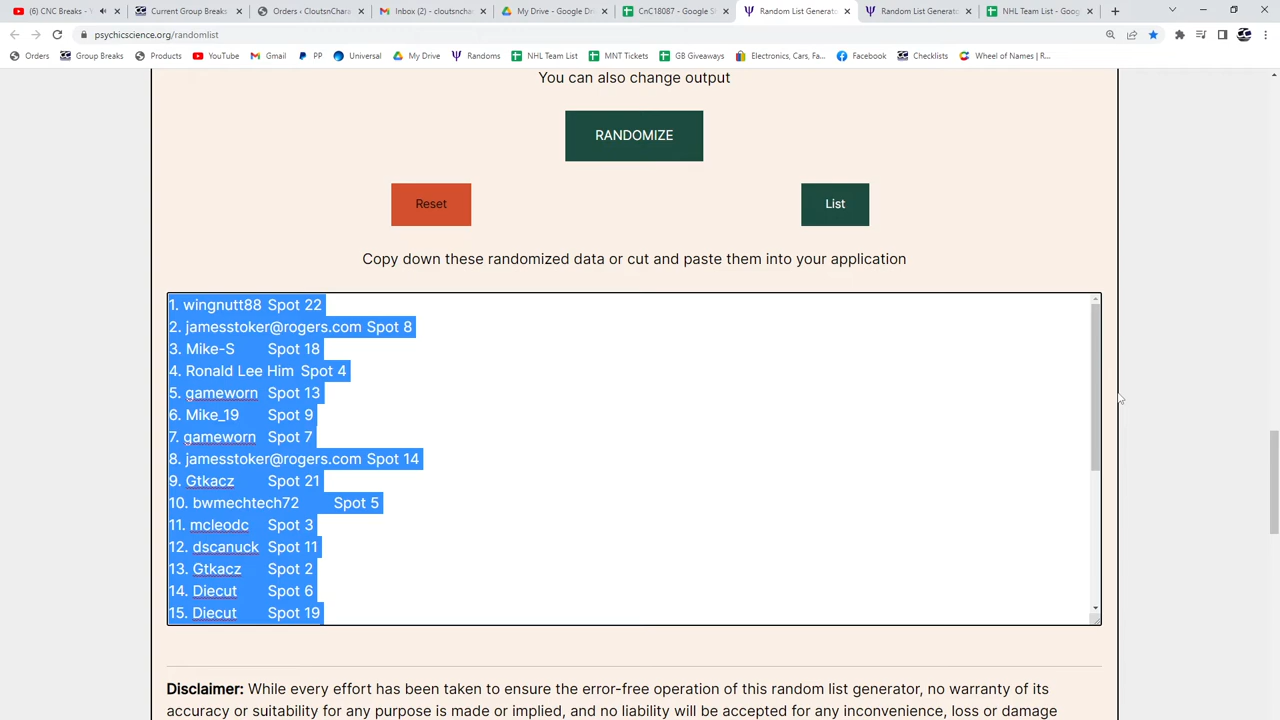 (6) CNC Breaks - W
Current Group Breaks
Orders ‹ CloutsnChara
Inbox (2) - cloutsnchar
My Drive - Google Dri
CnC18087 - Google Sh
Random List Generato
Random List Generato
NHL Team List - Goog
psychicscience.org/randomlist
Orders
Group Breaks
Products
YouTube
Gmail
PP
Universal
My Drive
Randoms
NHL Team List
MNT Tickets
GB Giveaways
Electronics, Cars, Fa...
Facebook
Checklists
Wheel of Names | R...
You can also change output
RANDOMIZE
Reset
List
Copy down these randomized data or cut and paste them into your application
1. wingnutt88 Spot 22
2. jamesstoker@rogers.com Spot 8
3. Mike-S Spot 18
4. Ronald Lee Him Spot 4
5. gameworn Spot 13
6. Mike_19 Spot 9
7. gameworn Spot 7
8. jamesstoker@rogers.com Spot 14
9. Gtkacz Spot 21
10. bwmechtech72 Spot 5
11. mcleodc Spot 3
12. dscanuck Spot 11
13. Gtkacz Spot 2
14. Diecut Spot 6
15. Diecut Spot 19
Disclaimer: While every effort has been taken to ensure the error-free operation of this random list generator, no warranty of its
accuracy or suitability for any purpose is made or implied, and no liability will be accepted for any inconvenience, loss or damage